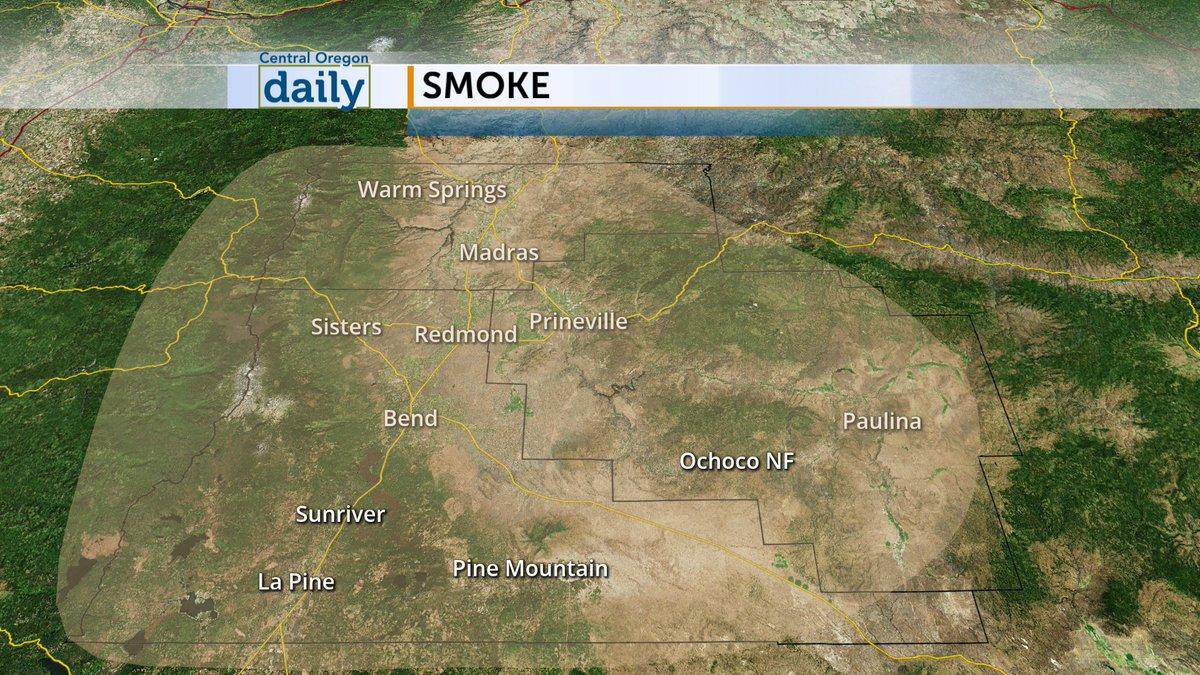 Central Oregon
daily
SMOKE
Warm Springs
Madras
Sisters
Redmond
Prineville
Bend
Paulina
Ochoco NF
Sunriver
La Pine
Pine Mountain